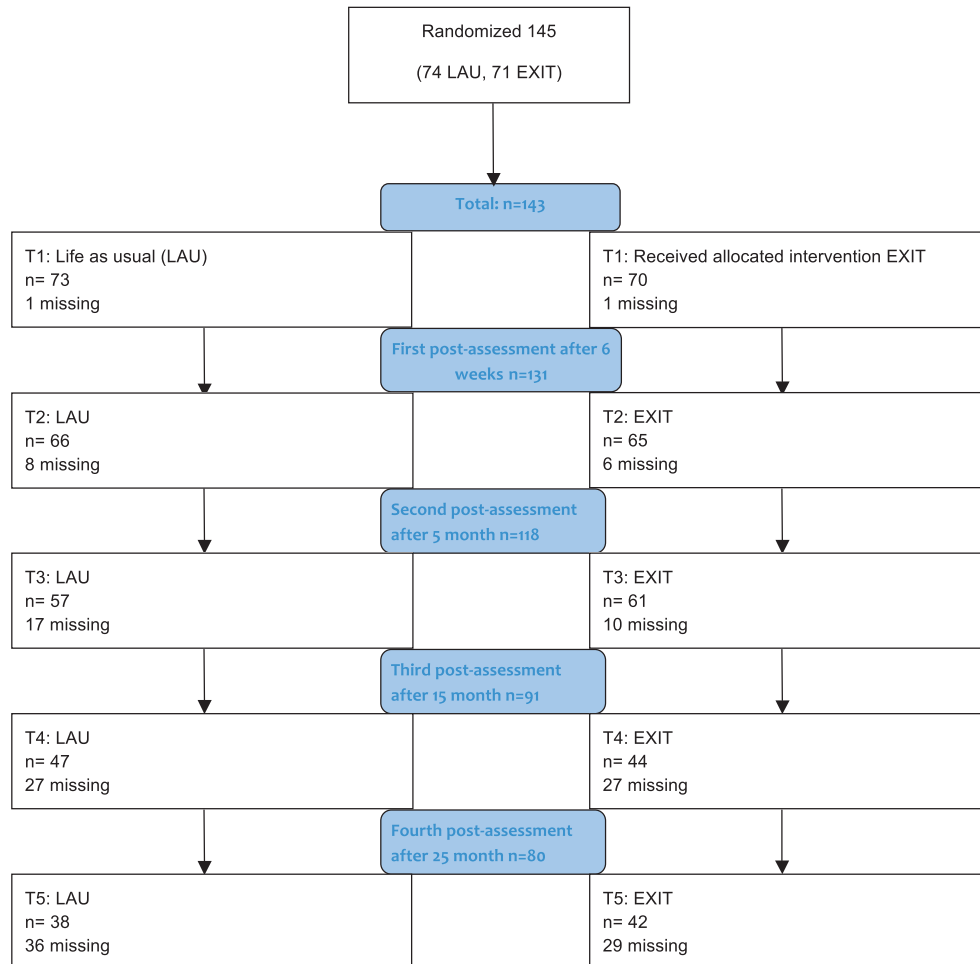 Randomized 145
(74 LAU, 71 EXIT)
Total: n=143
T1: Life as usual (LAU)
n= 73
1 missing
T1: Received allocated intervention EXIT
n= 70
1 missing
First post-assessment after 6
weeks n=131
T2: LAU
n= 66
8 missing
T2: EXIT
n= 65
6 missing
Second post-assessment
after 5 month n=118
T3: LAU
n= 57
17 missing
T3: EXIT
n= 61
10 missing
Third post-assessment
after 15 month n=91
T4: LAU
n= 47
27 missing
T4: EXIT
n= 44
27 missing
Fourth post-assessment
after 25 month n=80
T5: LAU
n= 38
36 missing
T5: EXIT
n= 42
29 missing